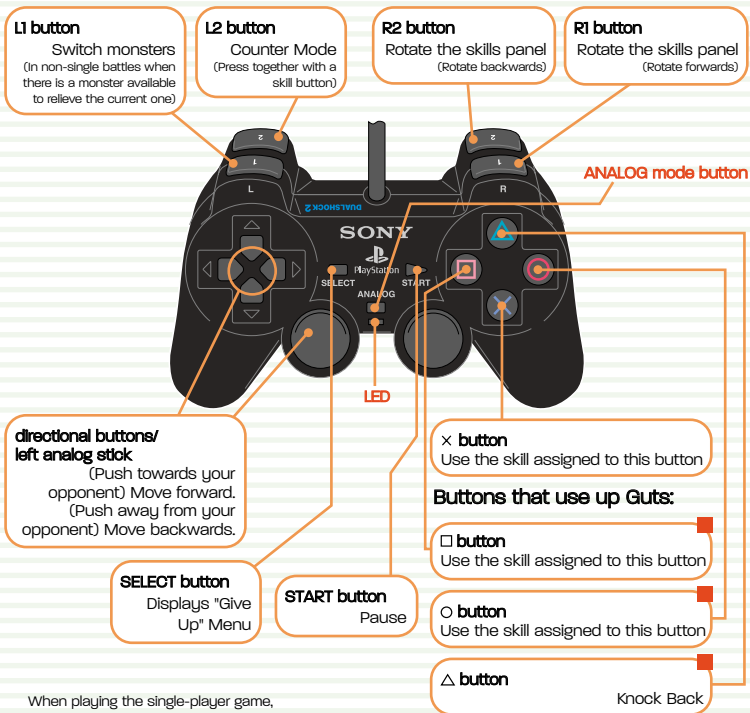 L1 button
Switch monsters
(In non-single battles when
there is a monster available
to relieve the current one)
L2 button
Counter Mode
(Press together with a
skill button)
R2 button
Rotate the skills panel
(Rotate backwards)
R1 button
Rotate the skills panel
(Rotate forwards)
2
1
L
2
1
R
DUALSHOCK 2
SONY
PlayStation
SELECT
START
ANALOG
ANALOG mode button
LED
directional buttons/
left analog stick
(Push towards your
opponent) Move forward.
(Push away from your
opponent) Move backwards.
SELECT button
Displays "Give
Up" Menu
START button
Pause
× button
Use the skill assigned to this button
Buttons that use up Guts:
□ button
Use the skill assigned to this button
○ button
Use the skill assigned to this button
△ button
Knock Back
When playing the single-player game,